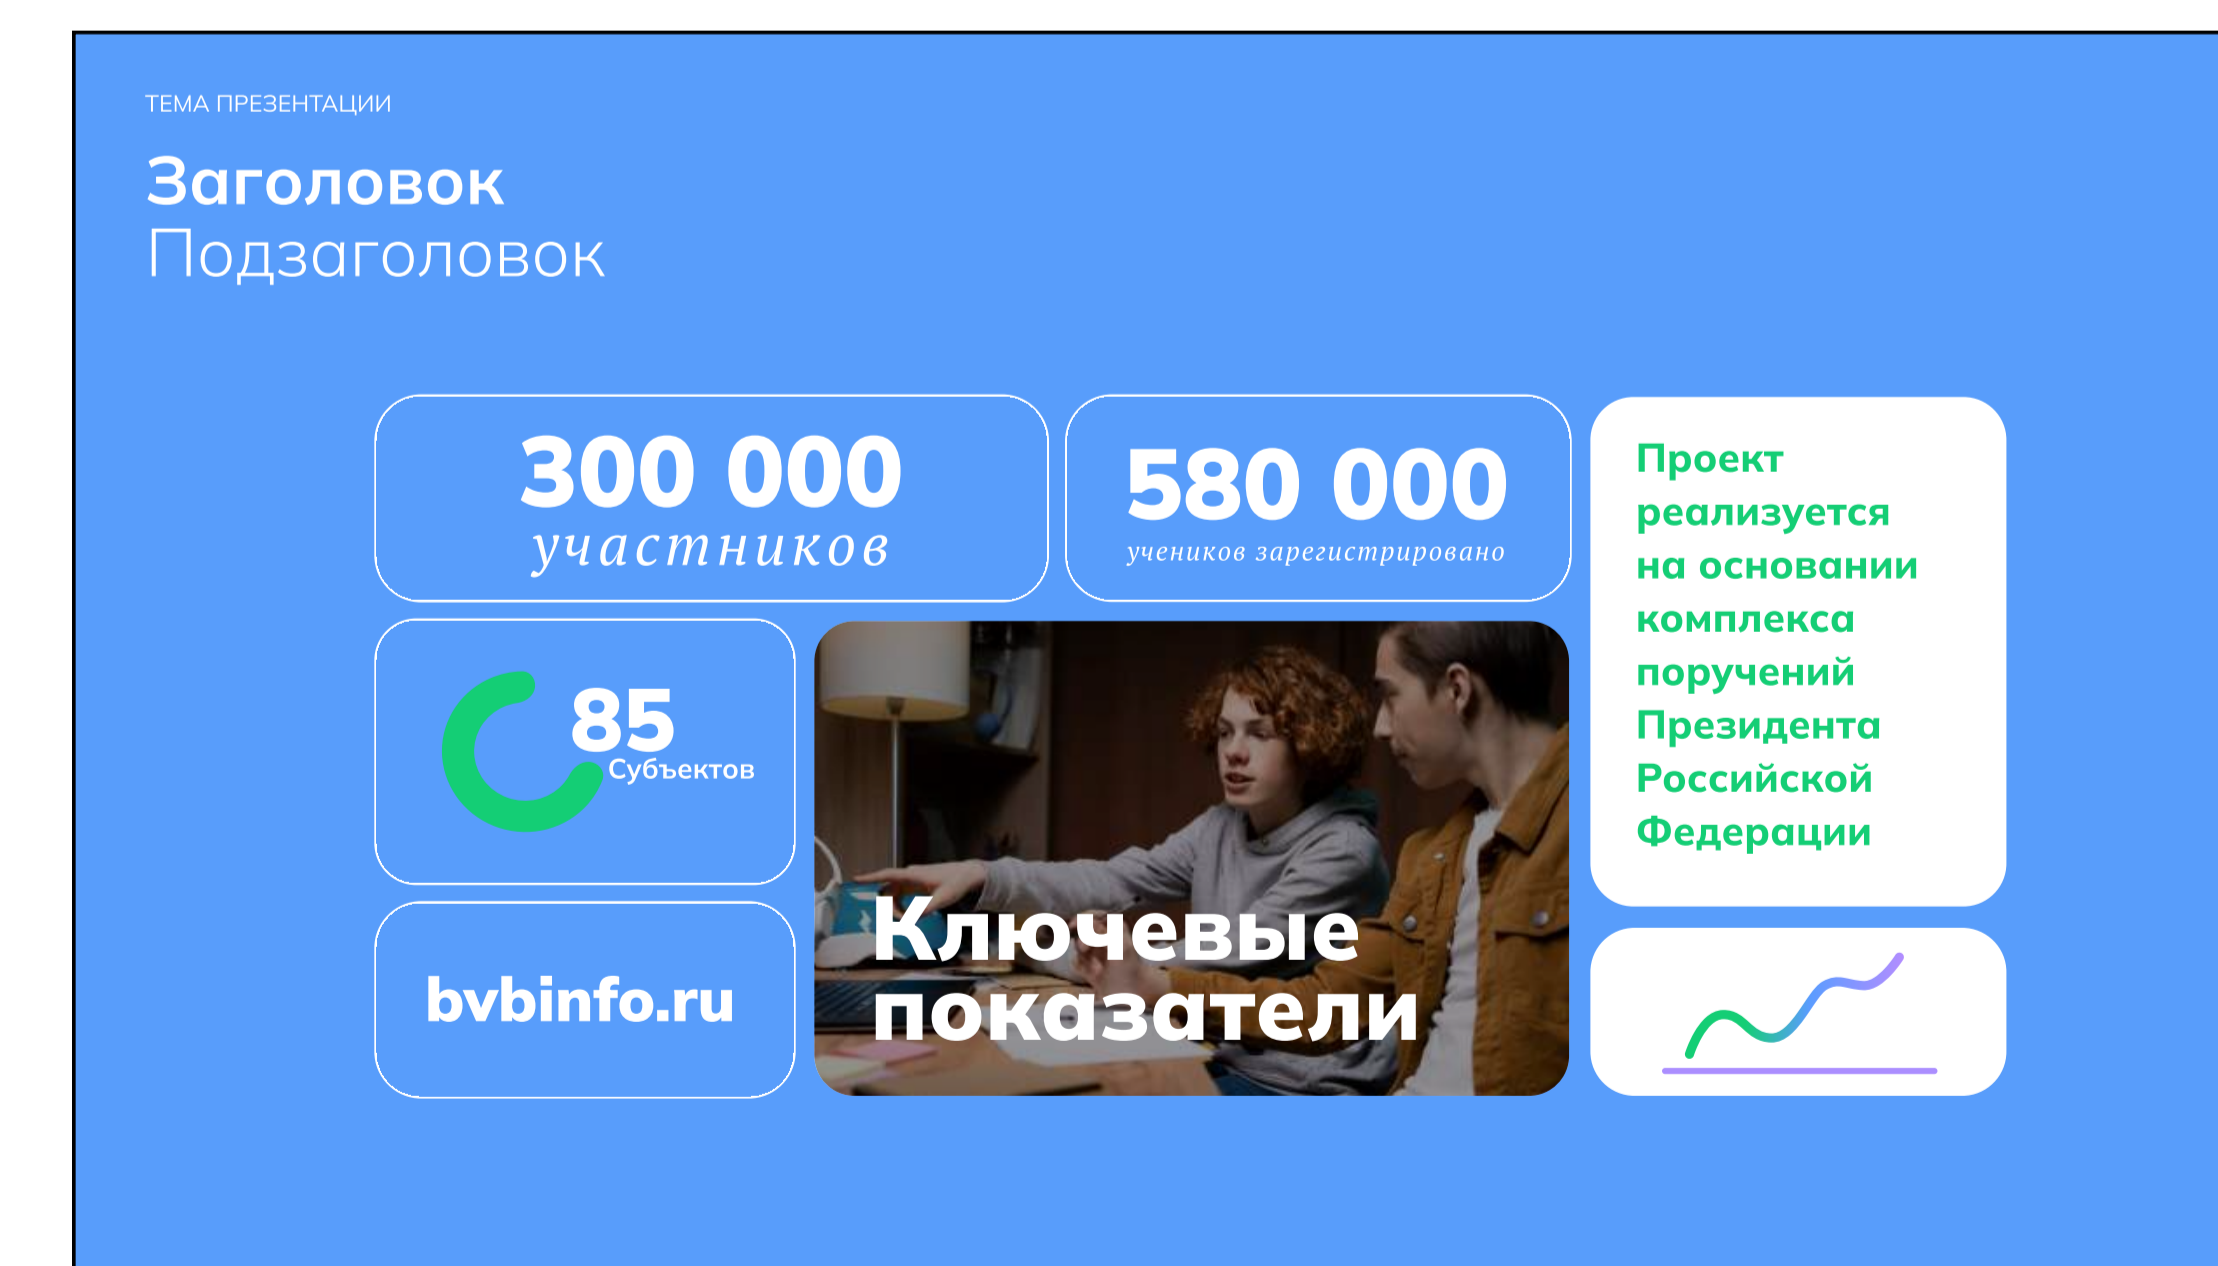 ТЕМА ПРЕЗЕНТАЦИИ
Заголовок
Подзаголовок
300 000
участников
580 000
учеников зарегистрировано
Проект
реализуется
на основании
комплекса
поручений
Президента
Российской
Федерации
85
Субъектов
Ключевые
показатели
bvbinfo.ru